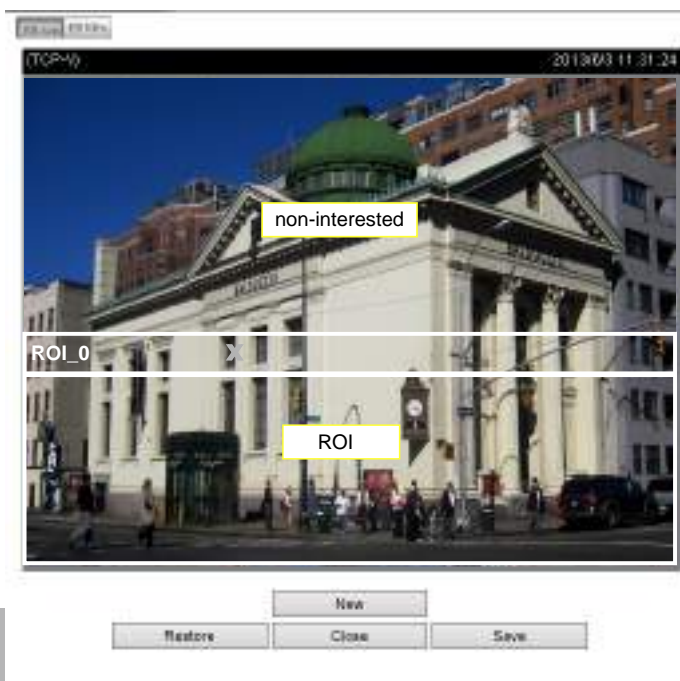 (TCP-V) 2013/6/3 11:31:24
non-interested
ROI_0 X
ROI
New
Restore Close Save